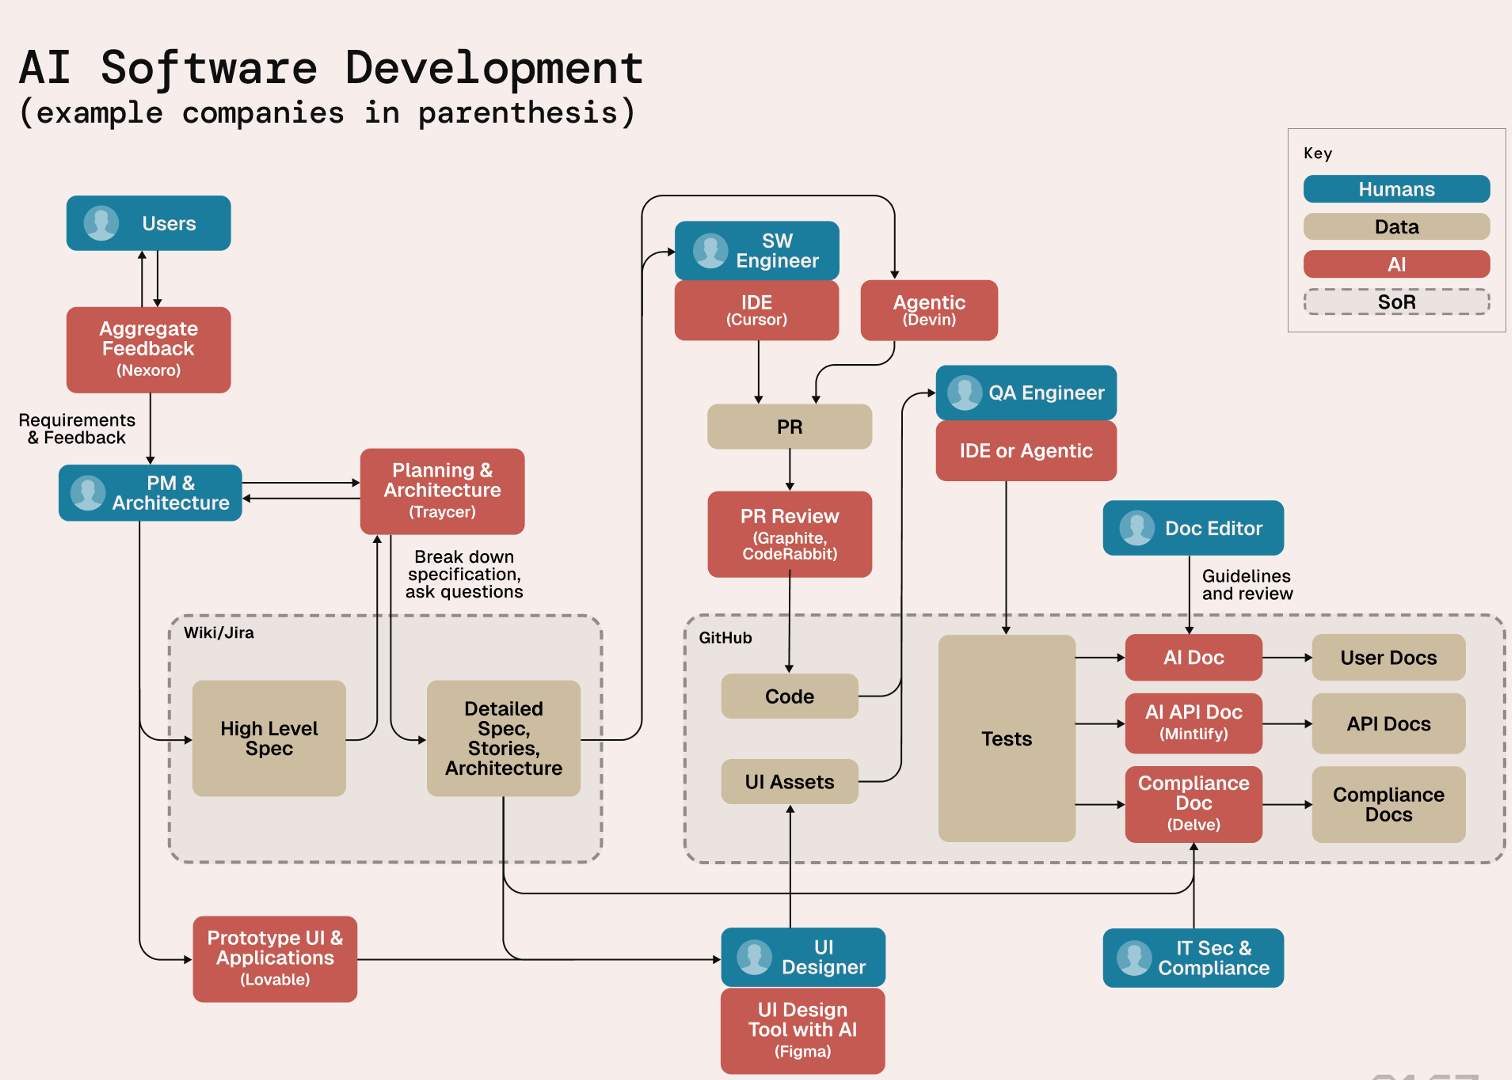 AI Software Development
(example companies in parenthesis)
Key
Humans
Data
AI
SoR
Users
Aggregate
Feedback
(Nexoro)
Requirements
& Feedback
PM &
Architecture
Planning &
Architecture
(Traycer)
Break down
specification,
ask questions
Wiki/Jira
High Level
Spec
Detailed
Spec,
Stories,
Architecture
Prototype UI &
Applications
(Lovable)
SW
Engineer
IDE
(Cursor)
Agentic
(Devin)
PR
PR Review
(Graphite,
CodeRabbit)
QA Engineer
IDE or Agentic
Doc Editor
Guidelines
and review
GitHub
Code
UI Assets
Tests
AI Doc
User Docs
AI API Doc
(Mintlify)
API Docs
Compliance
Doc
(Delve)
Compliance
Docs
UI
Designer
UI Design
Tool with AI
(Figma)
IT Sec &
Compliance